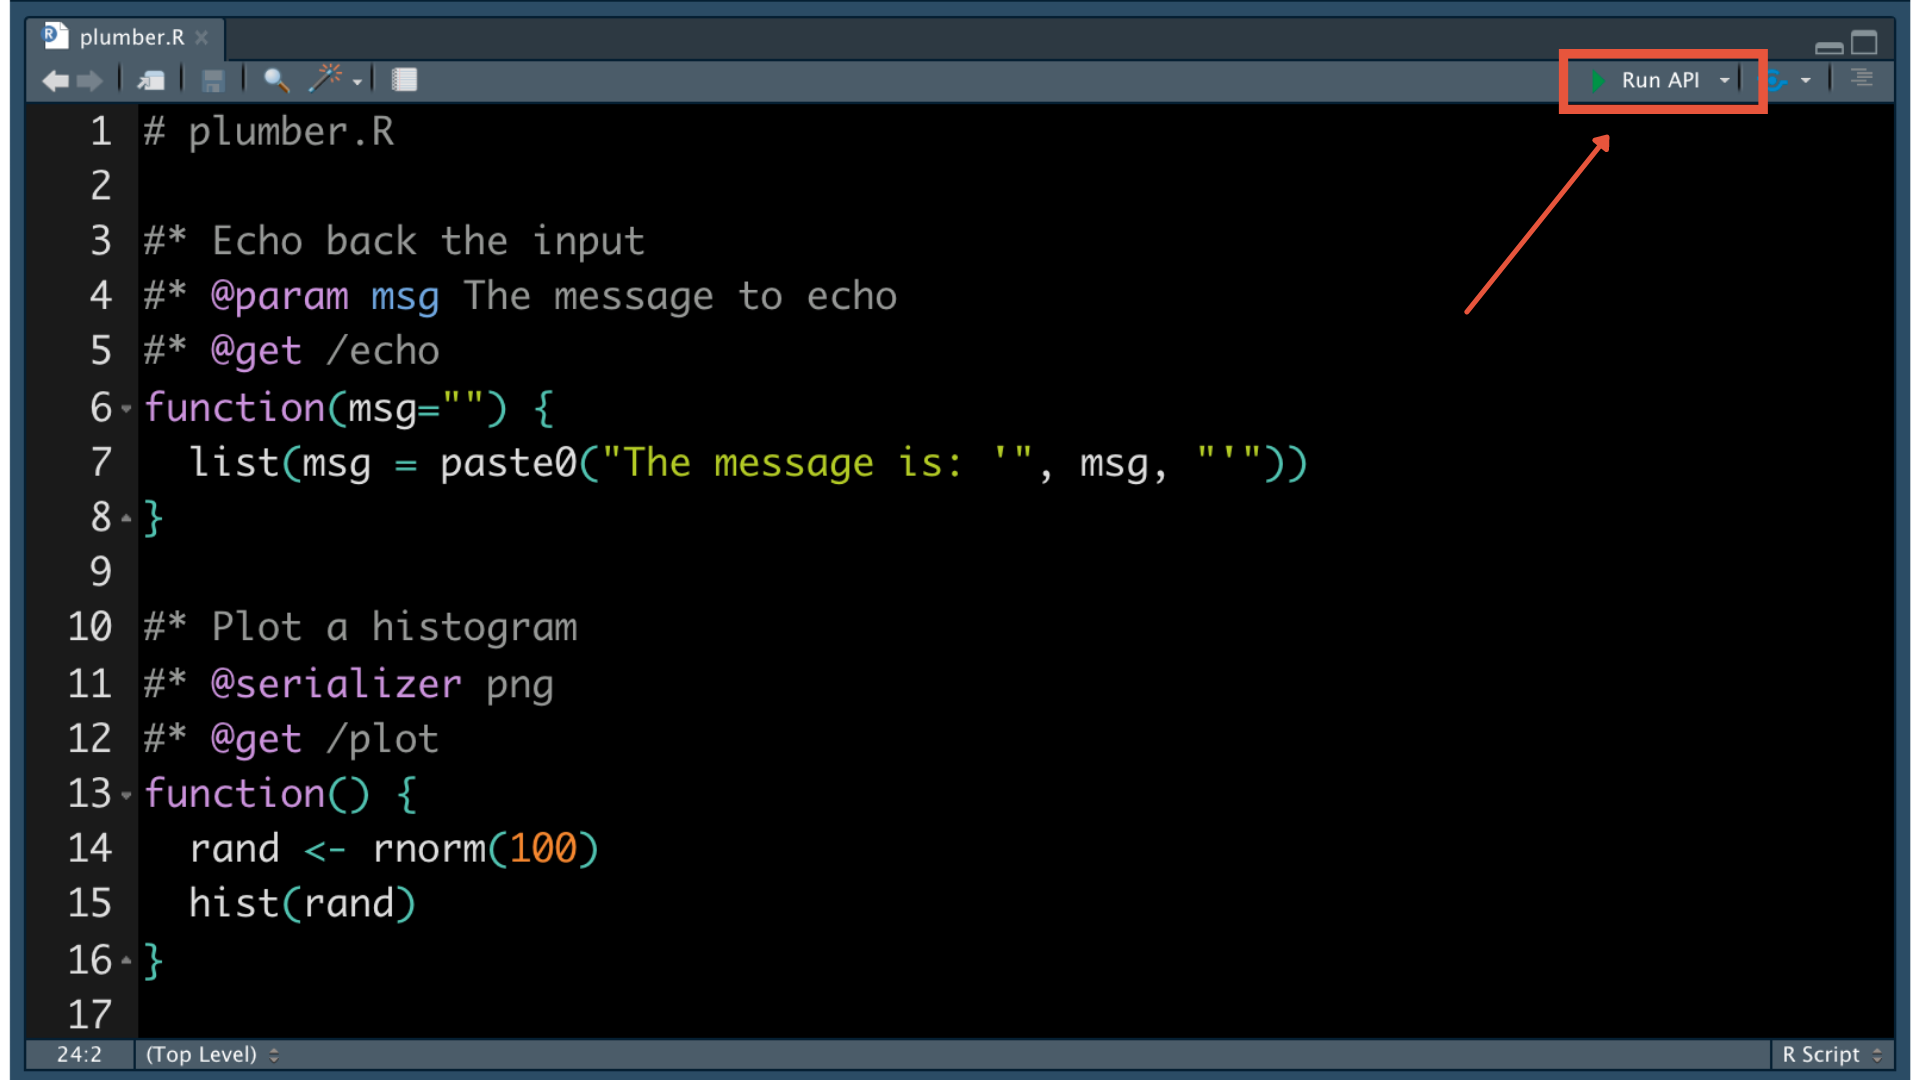 plumber.R
Run API
1 # plumber.R
2
3 #* Echo back the input
4 #* @param msg The message to echo
5 #* @get /echo
6 function(msg="") {
7   list(msg = paste0("The message is: '", msg, "'"))
8 }
9
10 #* Plot a histogram
11 #* @serializer png
12 #* @get /plot
13 function() {
14   rand <- rnorm(100)
15   hist(rand)
16 }
17
24:2 (Top Level) R Script